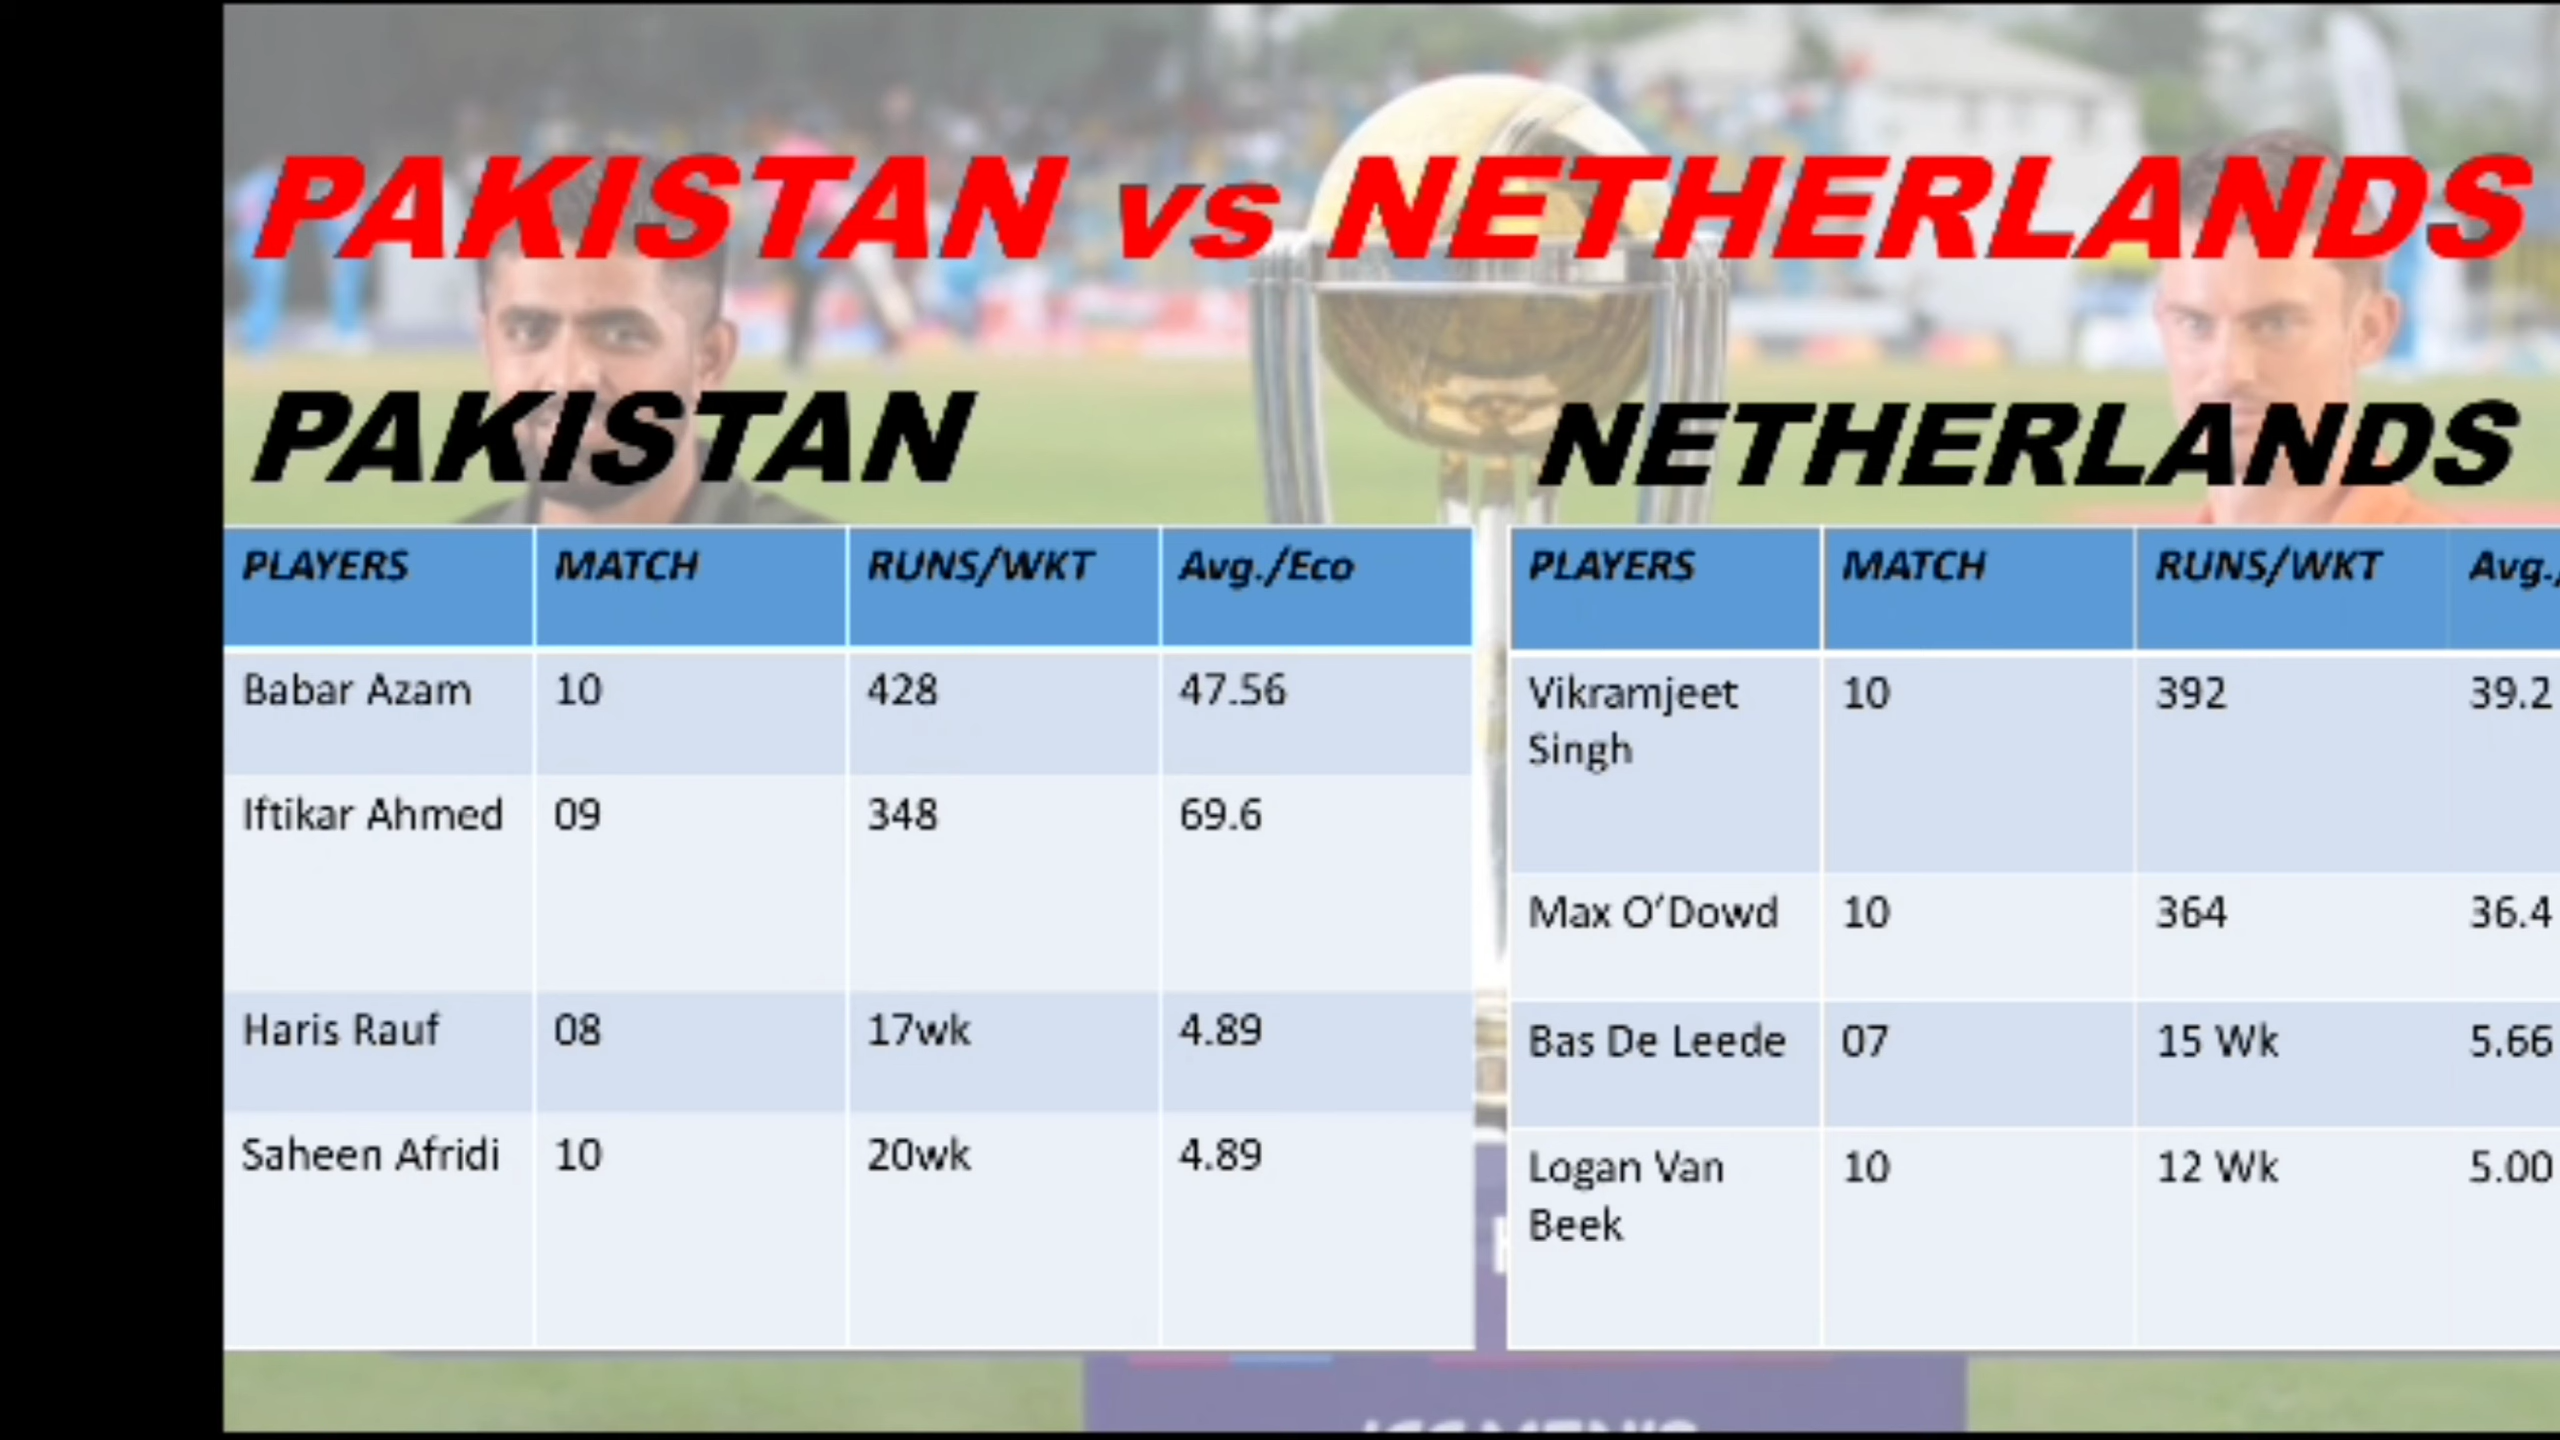 PAKISTAN vs NETHERLANDS
PAKISTAN
PLAYERS MATCH RUNS/WKT Avg./Eco
Babar Azam 10 428 47.56
Iftikar Ahmed 09 348 69.6
Haris Rauf 08 17wk 4.89
Saheen Afridi 10 20wk 4.89
NETHERLANDS
PLAYERS MATCH RUNS/WKT Avg./
Vikramjeet 10 392 39.2
Singh
Max O’Dowd 10 364 36.4
Bas De Leede 07 15 Wk 5.66
Logan Van 10 12 Wk 5.00
Beek